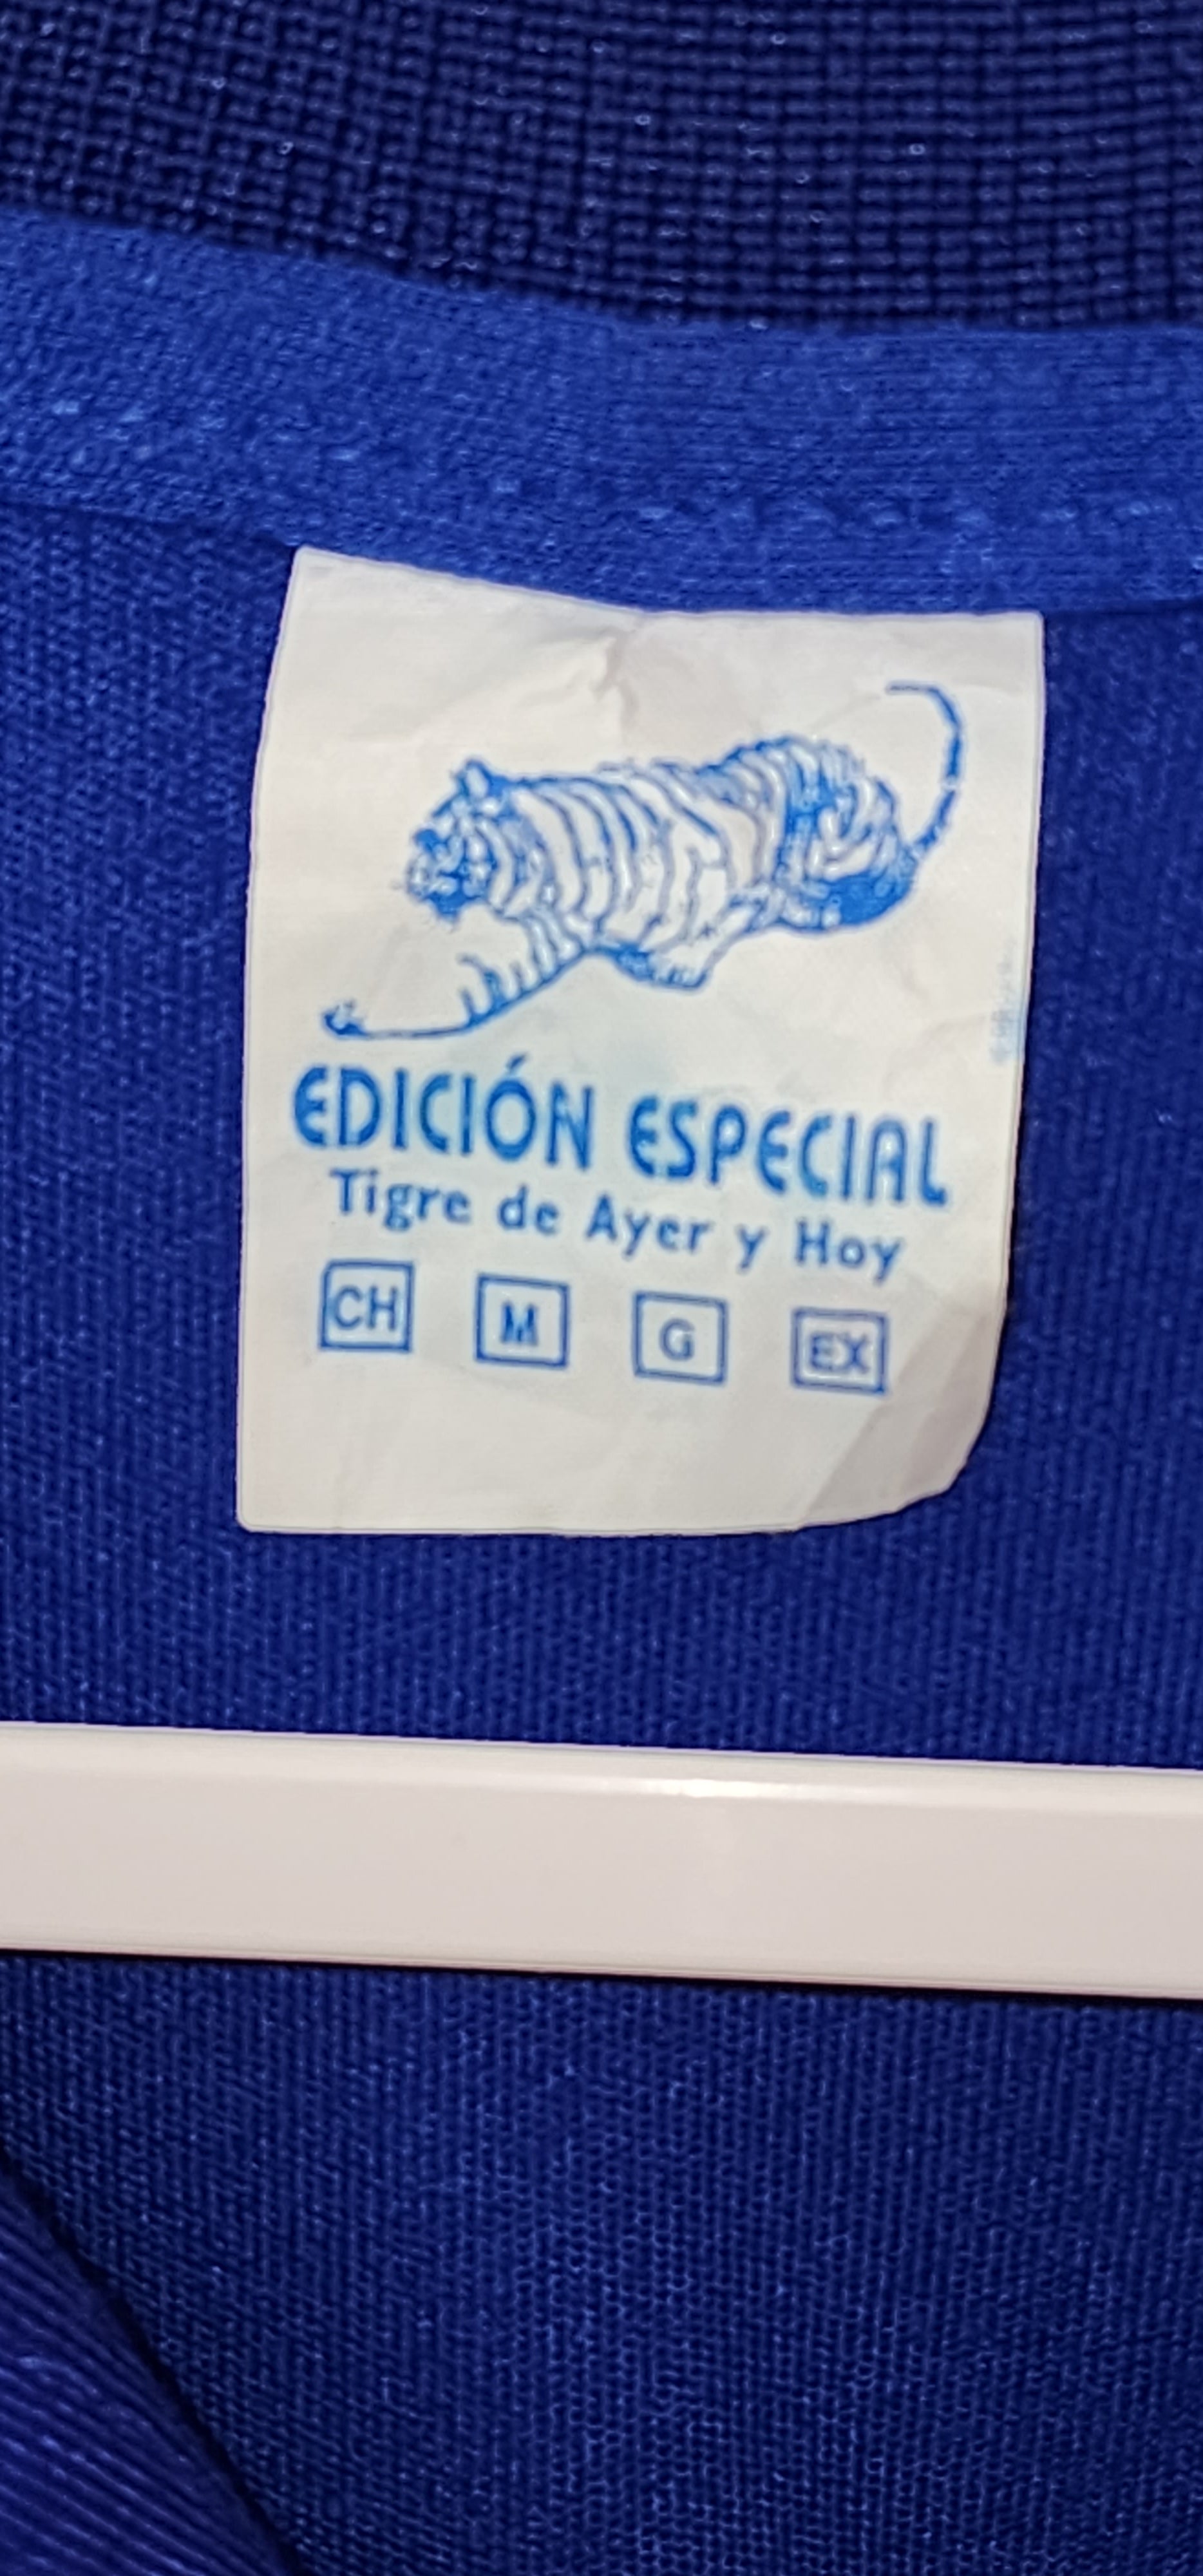 EDICIÓN ESPECIAL
Tigre de Ayer y Hoy
CH M G EX